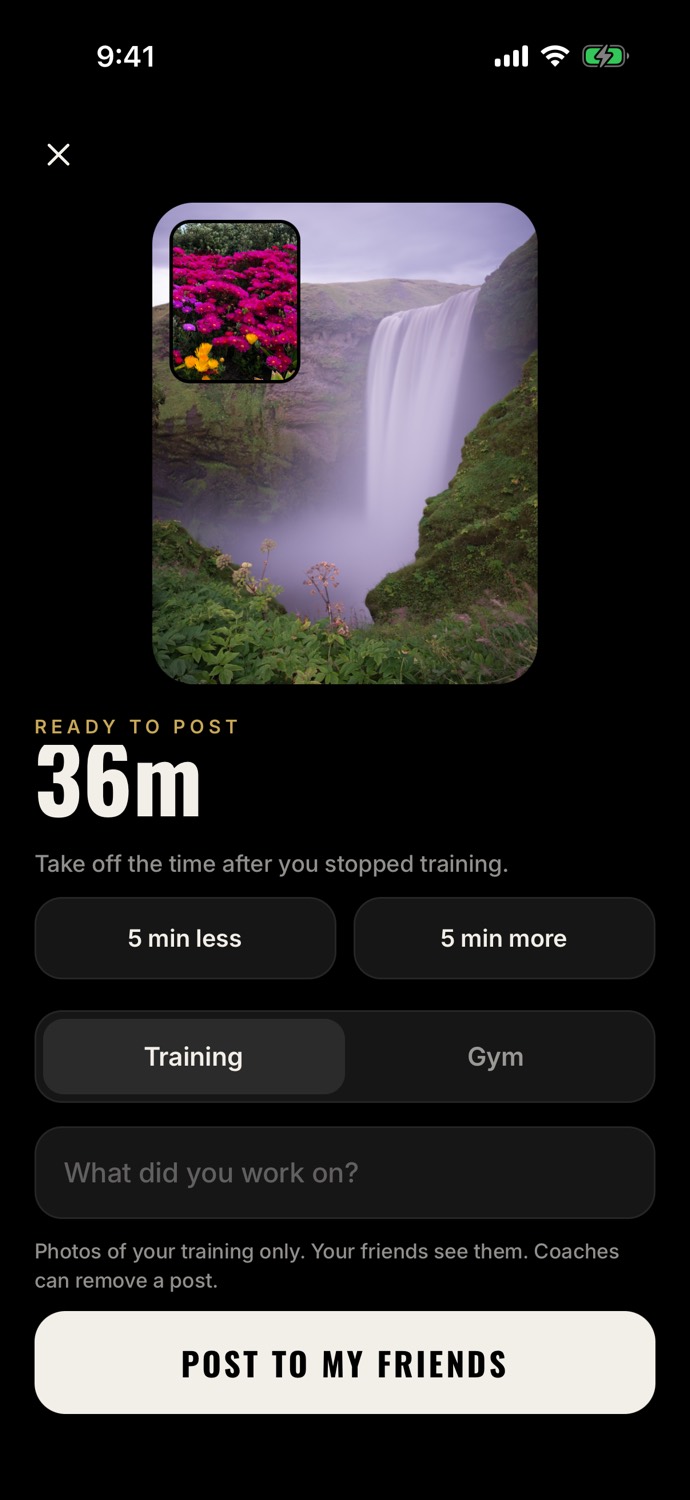 9:41
READY TO POST
36m
Take off the time after you stopped training.
5 min less
5 min more
Training
Gym
What did you work on?
Photos of your training only. Your friends see them. Coaches
can remove a post.
POST TO MY FRIENDS